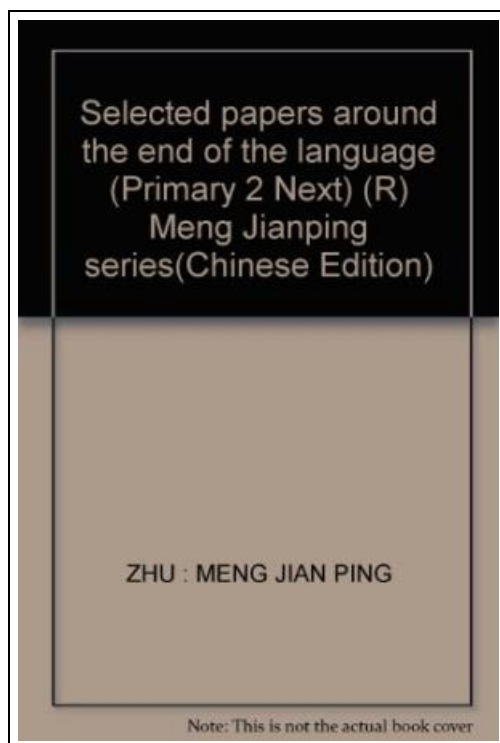 Selected papers around
the end of the language
(Primary 2 Next) (R)
Meng Jianping
series(Chinese Edition)
ZHU : MENG JIAN PING
Note: This is not the actual book cover